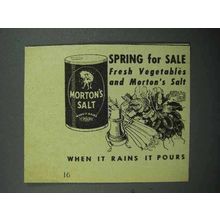 SPRING for SALE
Fresh Vegetables
and Morton's Salt
MORTON'S
SALT
WHEN IT RAINS IT POURS
16